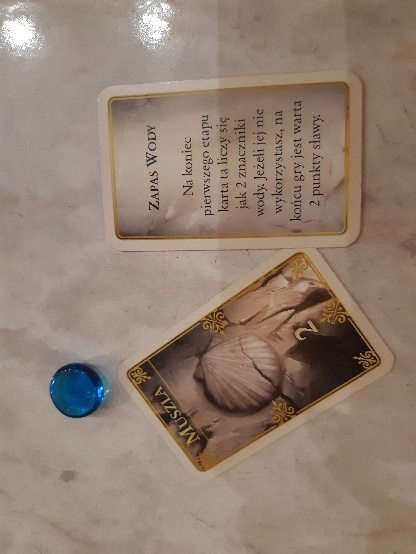 ZAPAS WODY
Na koniec
pierwszego etapu
karta ta liczy się
jak 2 znaczniki
wody. Jeżeli jej nie
wykorzystasz, na
końcu gry jest warta
2 punkty sławy.
MUSZLA
2